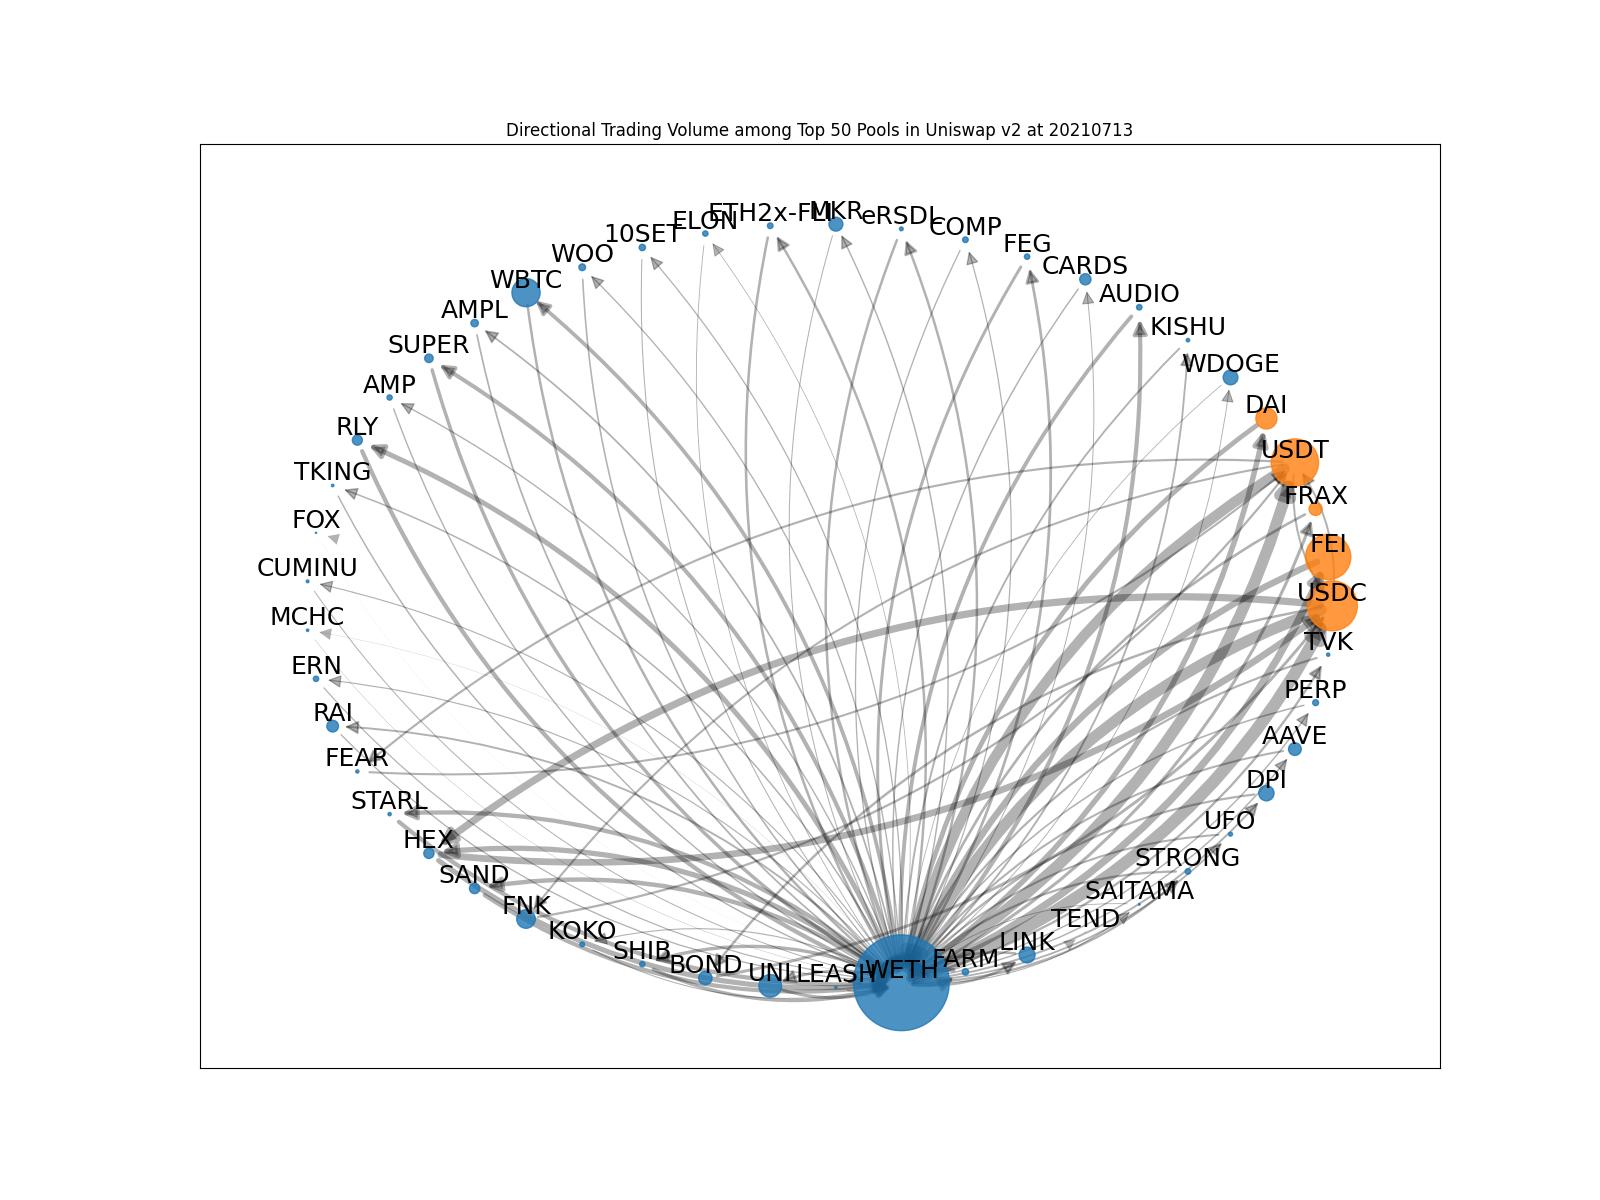 Directional Trading Volume among Top 50 Pools in Uniswap v2 at 20210713
ETH2x-FLI
MKR
eRSDL
ELON
COMP
10SET
FEG
WOO
CARDS
WBTC
AUDIO
AMPL
KISHU
SUPER
WDOGE
AMP
DAI
RLY
USDT
TKING
FRAX
FOX
FEI
CUMINU
USDC
MCHC
TVK
ERN
PERP
RAI
AAVE
FEAR
DPI
STARL
UFO
HEX
STRONG
SAND
SAITAMA
FNK
TEND
KOKO
LINK
SHIB
FARM
BOND
UNI
LEASH
WETH